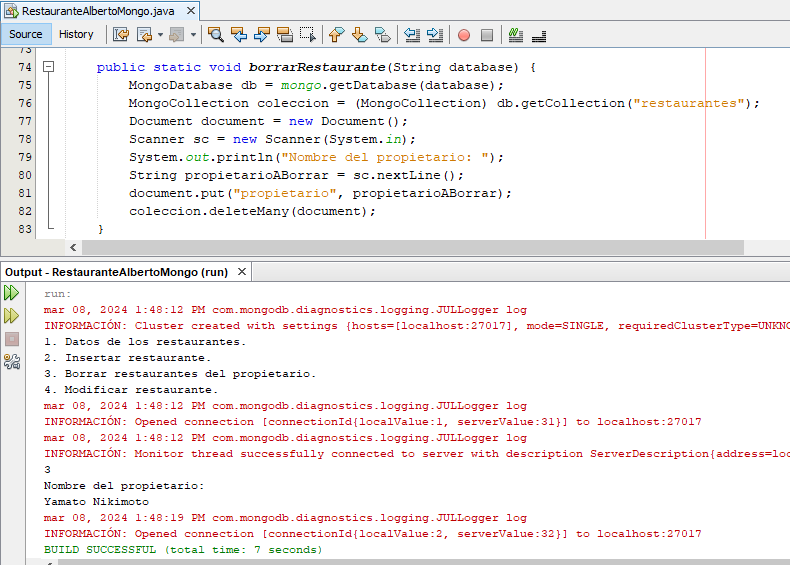 RestauranteAlbertoMongo.java
Source History
73
74 public static void borrarRestaurante(String database) {
75 MongoDatabase db = mongo.getDatabase(database);
76 MongoCollection coleccion = (MongoCollection) db.getCollection("restaurantes");
77 Document document = new Document();
78 Scanner sc = new Scanner(System.in);
79 System.out.println("Nombre del propietario: ");
80 String propietarioABorrar = sc.nextLine();
81 document.put("propietario", propietarioABorrar);
82 coleccion.deleteMany(document);
83 }
Output - RestauranteAlbertoMongo (run)
run:
mar 08, 2024 1:48:12 PM com.mongodb.diagnostics.logging.JULLogger log
INFORMACIÓN: Cluster created with settings {hosts=[localhost:27017], mode=SINGLE, requiredClusterType=UNKNO
1. Datos de los restaurantes.
2. Insertar restaurante.
3. Borrar restaurantes del propietario.
4. Modificar restaurante.
mar 08, 2024 1:48:12 PM com.mongodb.diagnostics.logging.JULLogger log
INFORMACIÓN: Opened connection [connectionId{localValue:1, serverValue:31}] to localhost:27017
mar 08, 2024 1:48:12 PM com.mongodb.diagnostics.logging.JULLogger log
INFORMACIÓN: Monitor thread successfully connected to server with description ServerDescription{address=loc
3
Nombre del propietario:
Yamato Nikimoto
mar 08, 2024 1:48:19 PM com.mongodb.diagnostics.logging.JULLogger log
INFORMACIÓN: Opened connection [connectionId{localValue:2, serverValue:32}] to localhost:27017
BUILD SUCCESSFUL (total time: 7 seconds)